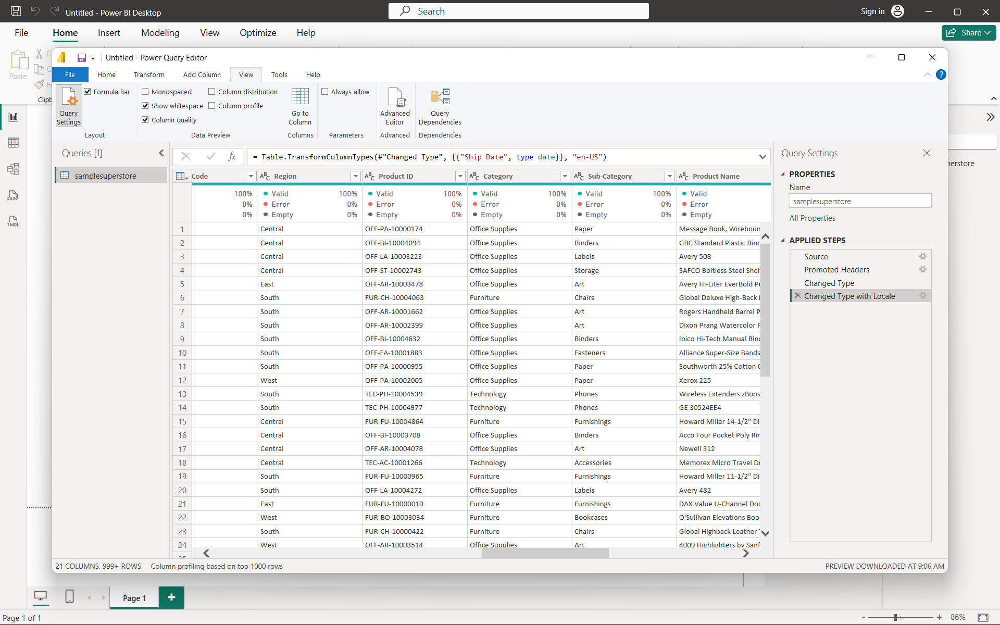 Untitled - Power BI Desktop
Search
Sign in
File Home Insert Modeling View Optimize Help
Share
Paste
Untitled - Power Query Editor
File Home Transform Add Column View Tools Help
Query Settings
Formula Bar
Layout
Monospaced
Show whitespace
Column quality
Column distribution
Column profile
Data Preview
Go to Column
Columns
Always allow
Parameters
Advanced Editor
Advanced
Query Dependencies
Dependencies
Queries [1]
samplesuperstore
= Table.TransformColumnTypes(#"Changed Type", {{"Ship Date", type date}}, "en-US")
Code Region Product ID Category Sub-Category Product Name
100% Valid 100% Valid 100% Valid 100% Valid 100% Valid
0% Error 0% Error 0% Error 0% Error 0% Error
0% Empty 0% Empty 0% Empty 0% Empty 0% Empty
1 Central OFF-PA-10000174 Office Supplies Paper Message Book,
2 Central OFF-BI-10004094 Office Supplies Binders GBC Standard Plastic
3 Central OFF-LA-10003223 Office Supplies Labels Avery 508
4 Central OFF-ST-10002743 Office Supplies Storage SAFCO Boltless Steel
5 East OFF-AR-10003478 Office Supplies Art Avery Hi-Liter EverBold
6 South FUR-CH-10004063 Furniture Chairs Global Deluxe High-Back
7 South OFF-AR-10001662 Office Supplies Art Rogers Handheld Barrel
8 South OFF-AR-10002399 Office Supplies Art Dixon Prang Watercolor
9 South OFF-BI-10004632 Office Supplies Binders Ibico Hi-Tech Manual
10 South OFF-FA-10001883 Office Supplies Fasteners Alliance Super-Size Bands
11 South OFF-PA-10000955 Office Supplies Paper Southworth 25% Cotton
12 West OFF-PA-10002005 Office Supplies Paper Xerox 225
13 South TEC-PH-10004539 Technology Phones Wireless Extenders
14 South TEC-PH-10004977 Technology Phones GE 30524EE4
15 Central FUR-FU-10004864 Furniture Furnishings Howard Miller 14-1/2"
16 Central OFF-BI-10003708 Office Supplies Binders Acco Four Pocket Poly
17 Central OFF-AR-10004078 Office Supplies Art Newell 312
18 Central TEC-AC-10001266 Technology Accessories Memorex Micro Travel
19 South FUR-FU-10000965 Furniture Furnishings Howard Miller 11-1/2"
20 South OFF-LA-10004272 Office Supplies Labels Avery 482
21 East FUR-FU-10000010 Furniture Furnishings DAX Value U-Channel
22 West FUR-BO-10003034 Furniture Bookcases O'Sullivan Elevations
23 South FUR-CH-10000422 Furniture Chairs Global Highback Leather
24 West OFF-AR-10003514 Office Supplies Art 4009 Highlighters by
Query Settings
PROPERTIES
Name
samplesuperstore
All Properties
APPLIED STEPS
Source
Promoted Headers
Changed Type
Changed Type with Locale
21 COLUMNS, 999+ ROWS Column profiling based on top 1000 rows
PREVIEW DOWNLOADED AT 9:06 AM
DAX
TMDL
Page 1
Page 1 of 1
86%